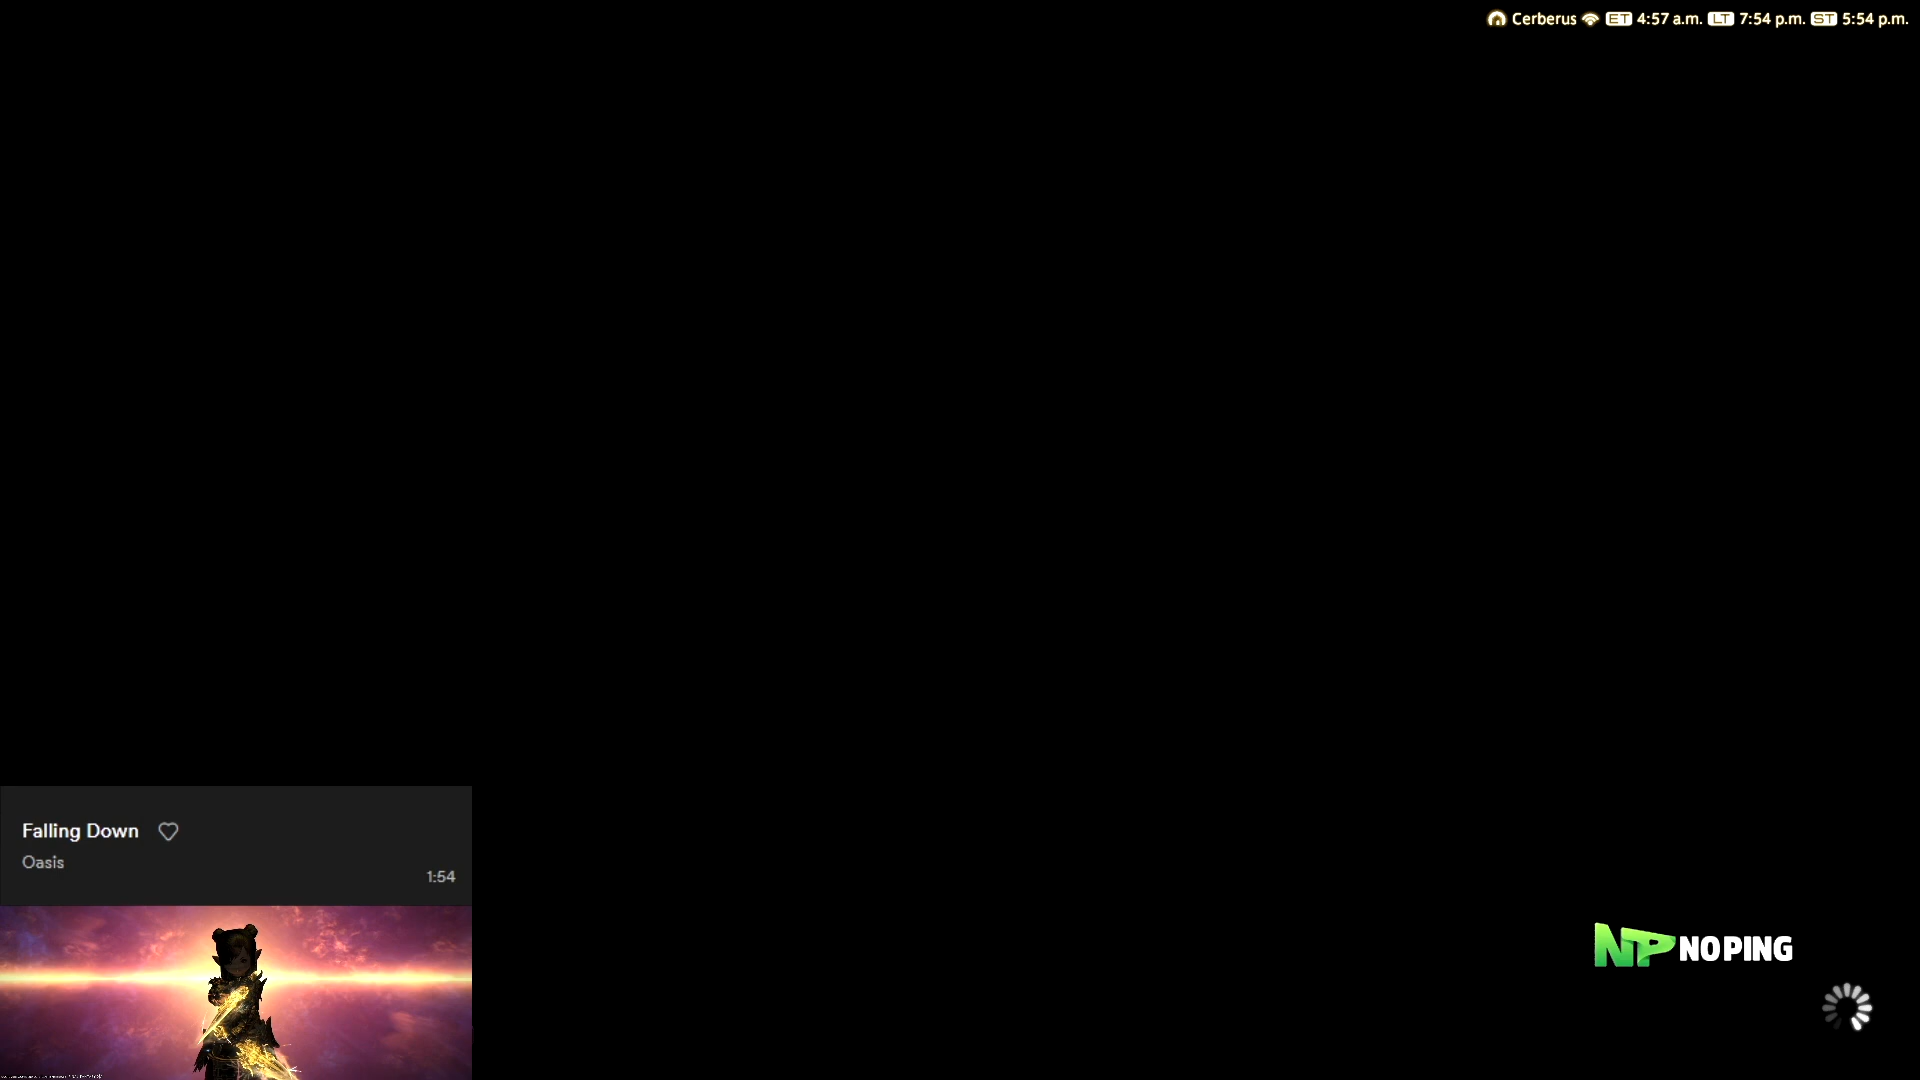 Cerberus ET 4:57 a.m. LT 7:54 p.m. ST 5:54 p.m.
Falling Down
Oasis
1:54
NP NOPING